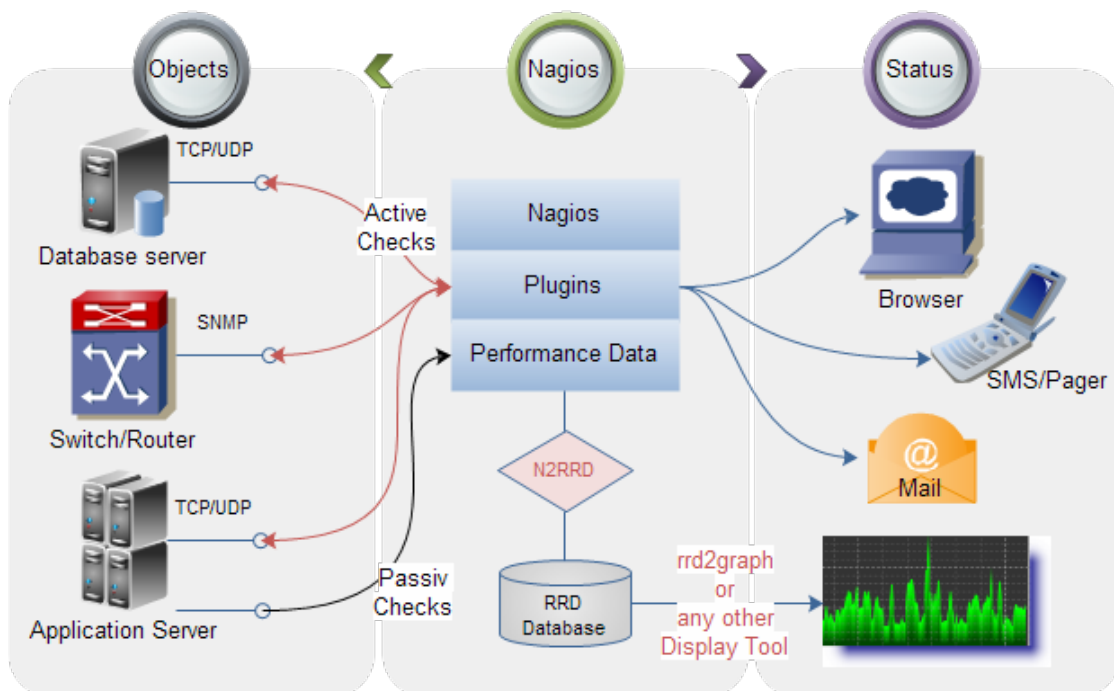 Objects
Nagios
Status
TCP/UDP
Database server
SNMP
Switch/Router
TCP/UDP
Application Server
Active
Checks
Passiv
Checks
Nagios
Plugins
Performance Data
N2RRD
RRD
Database
rrd2graph
or
any other
Display Tool
Browser
SMS/Pager
@
Mail